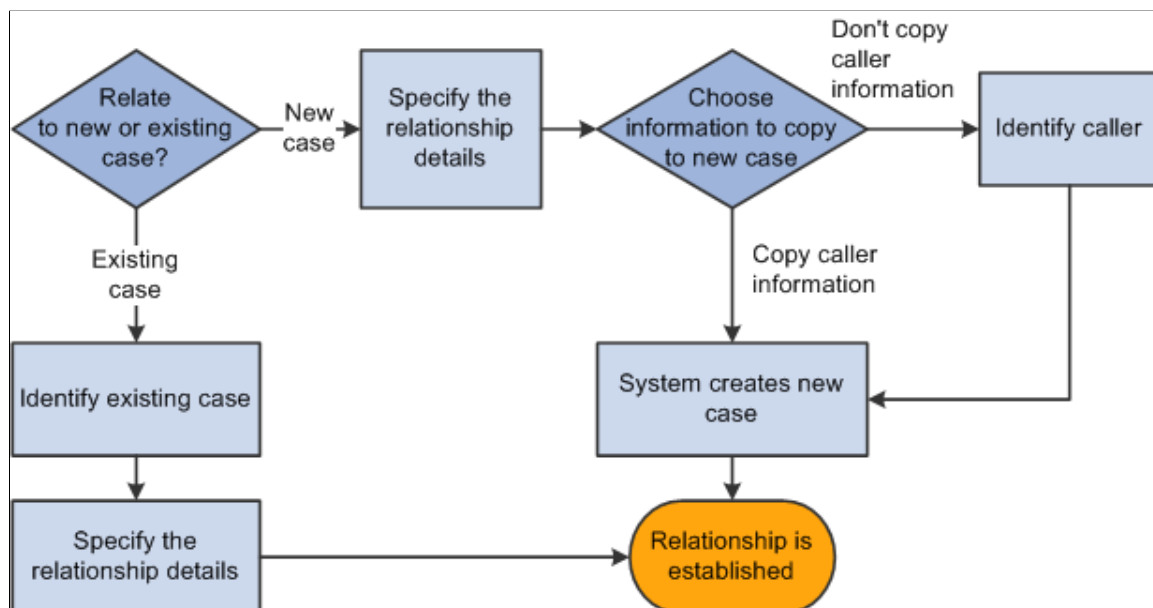 Relate
to new or existing
case?
New
case
Specify the
relationship
details
Choose
information to copy
to new case
Don't copy
caller
information
Identify caller
Existing
case
Copy caller
information
Identify existing case
System creates new
case
Specify the
relationship details
Relationship is
established